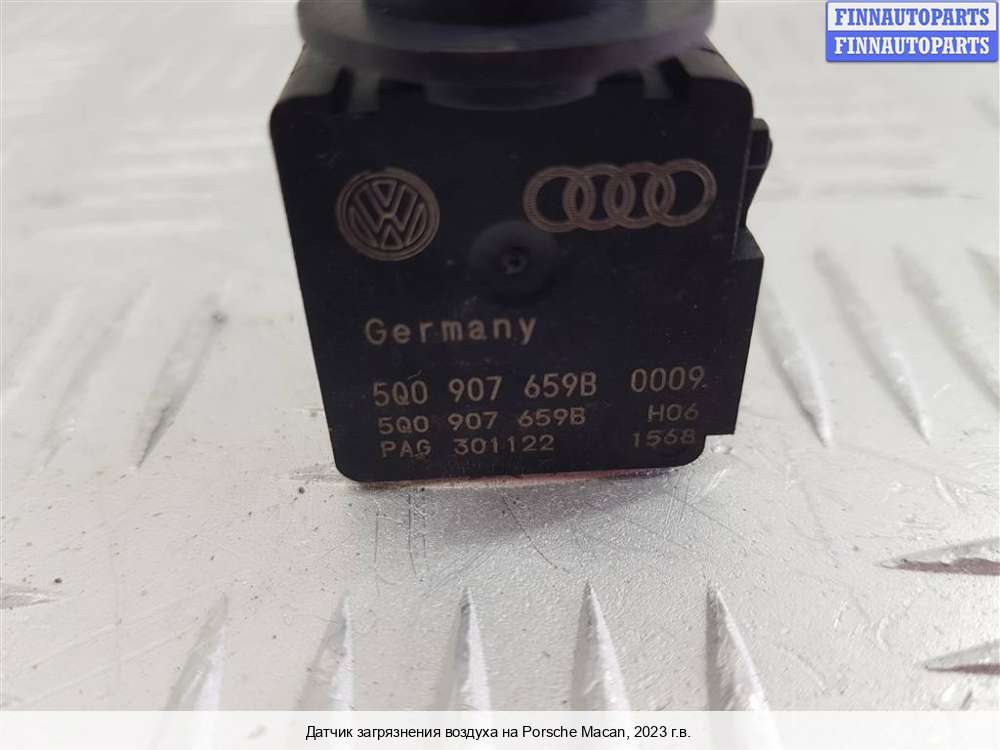 FINNAUTOPARTS
FINNAUTOPARTS
Germany
5Q0 907 659B 0009
5Q0 907 659B H06
PAG 301122 1568
Датчик загрязнения воздуха на Porsche Macan, 2023 г.в.